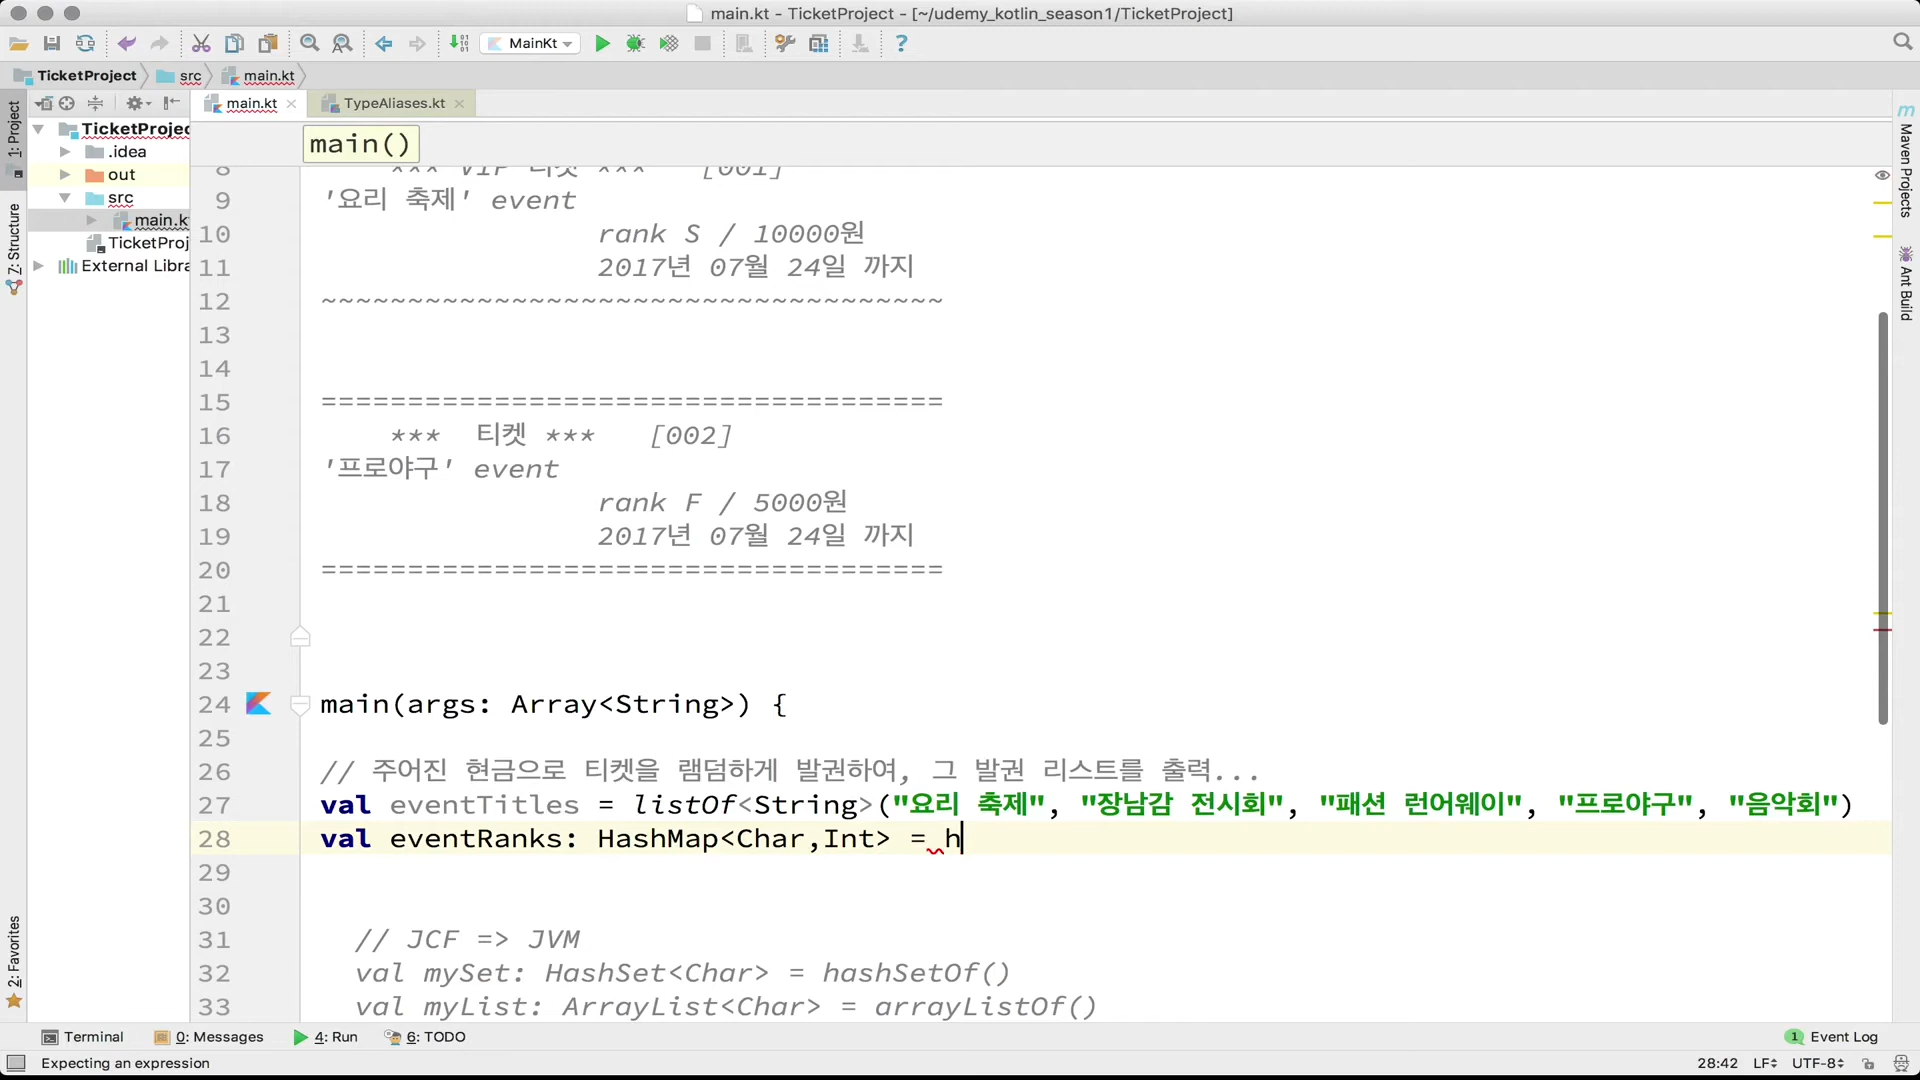 main.kt - TicketProject - [~/udemy_kotlin_season1/TicketProject]
MainKt
TicketProject src main.kt
main.kt TypeAliases.kt
1: Project
Z: Structure
2: Favorites
TicketProjec
.idea
out
src
main.k
TicketProj
External Libra
main()
8 *** VIP 티켓 *** [001]
9 '요리 축제' event
10 rank S / 10000원
11 2017년 07월 24일 까지
12 ~~~~~~~~~~~~~~~~~~~~~~~~~~~~~~~~~~~~
13
14
15 ====================================
16 *** 티켓 *** [002]
17 '프로야구' event
18 rank F / 5000원
19 2017년 07월 24일 까지
20 ====================================
21
22
23
24 main(args: Array<String>) {
25
26 // 주어진 현금으로 티켓을 램덤하게 발권하여, 그 발권 리스트를 출력...
27 val eventTitles = listOf<String>("요리 축제", "장남감 전시회", "패션 런어웨이", "프로야구", "음악회")
28 val eventRanks: HashMap<Char,Int> = h
29
30
31 // JCF => JVM
32 val mySet: HashSet<Char> = hashSetOf()
33 val myList: ArrayList<Char> = arrayListOf()
m
Maven Projects
Ant Build
Terminal 0: Messages 4: Run 6: TODO 1 Event Log
Expecting an expression 28:42 LF UTF-8